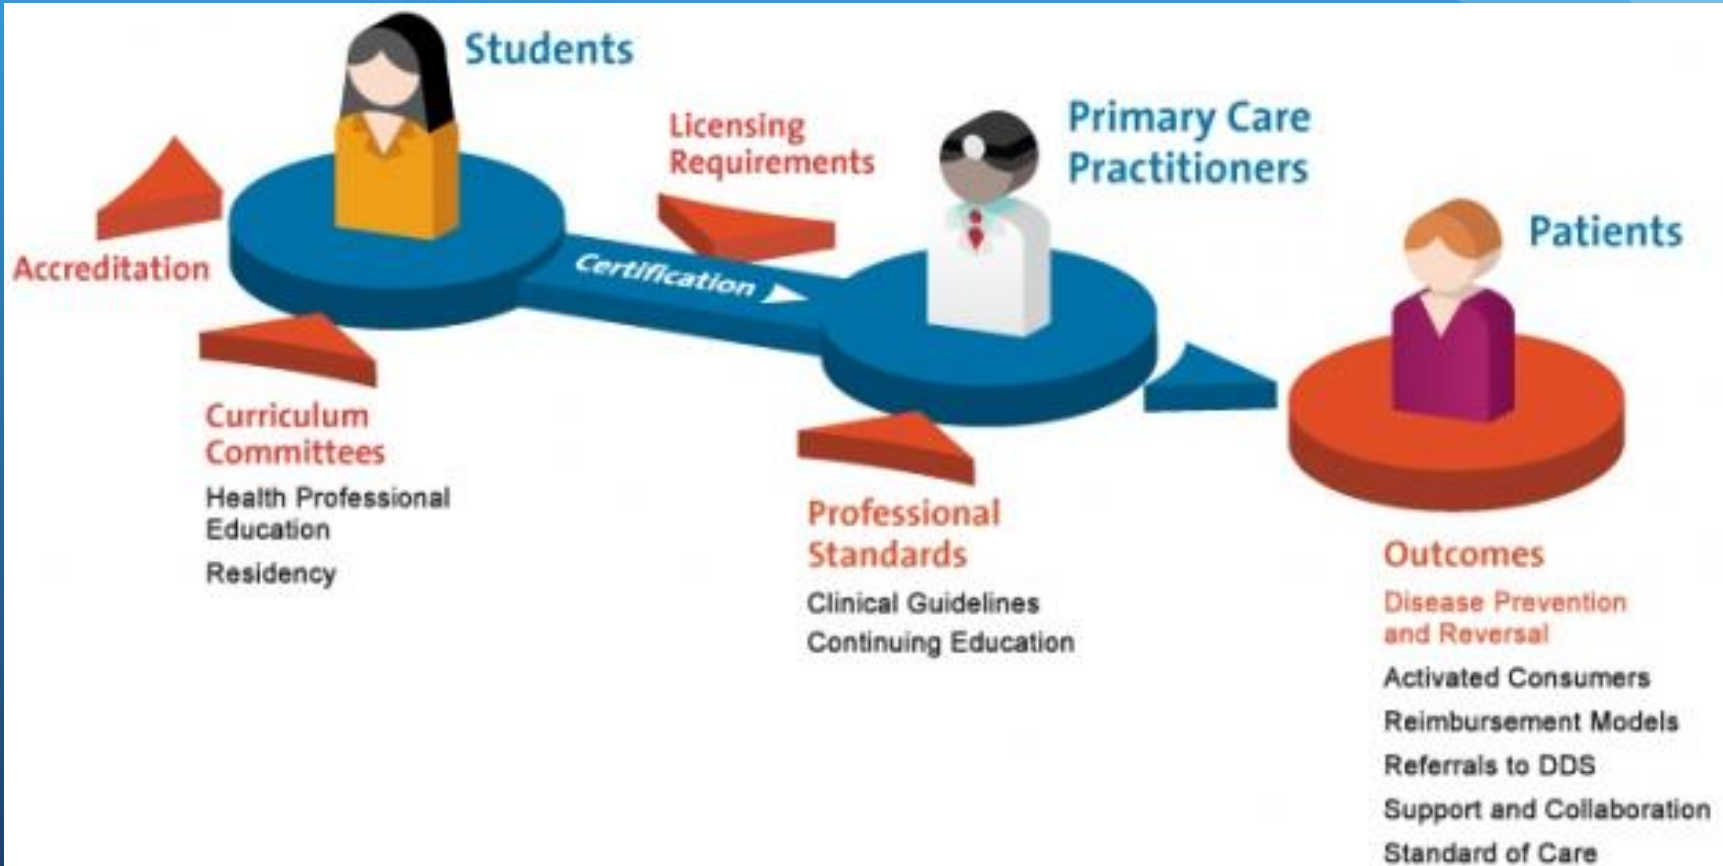 Students
Licensing
Requirements
Primary Care
Practitioners
Patients
Accreditation
Certification
Curriculum
Committees
Health Professional
Education
Residency
Professional
Standards
Clinical Guidelines
Continuing Education
Outcomes
Disease Prevention
and Reversal
Activated Consumers
Reimbursement Models
Referrals to DDS
Support and Collaboration
Standard of Care